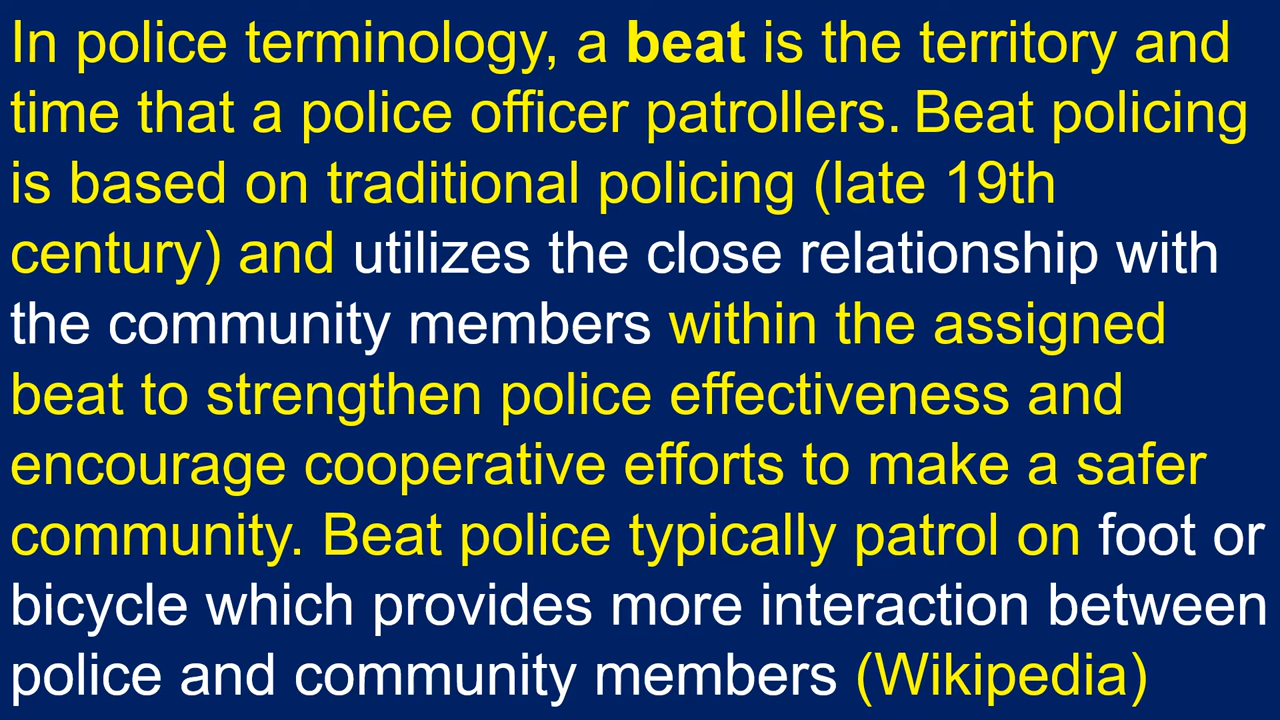 In police terminology, a beat is the territory and
time that a police officer patrollers. Beat policing
is based on traditional policing (late 19th
century) and utilizes the close relationship with
the community members within the assigned
beat to strengthen police effectiveness and
encourage cooperative efforts to make a safer
community. Beat police typically patrol on foot or
bicycle which provides more interaction between
police and community members (Wikipedia)